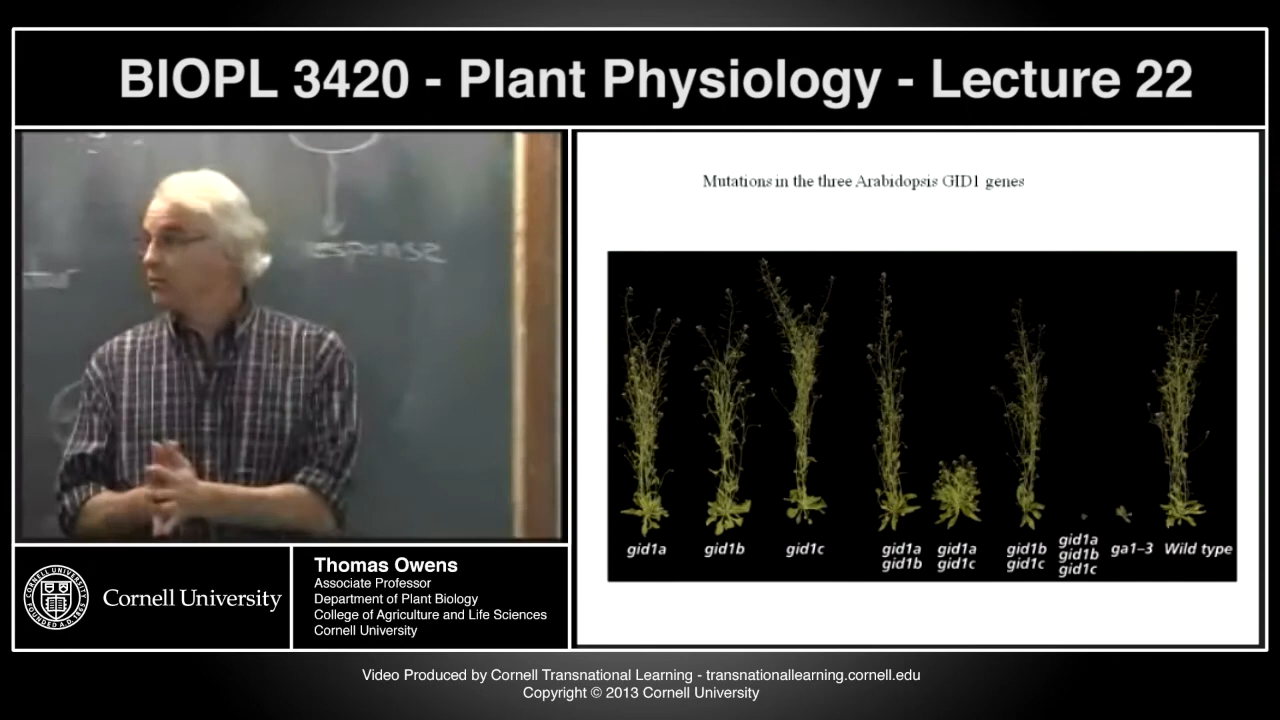 BIOPL 3420 - Plant Physiology - Lecture 22
response
Mutations in the three Arabidopsis GID1 genes
gid1a
gid1b
gid1c
gid1a
gid1b
gid1a
gid1c
gid1b
gid1c
gid1a
gid1b
gid1c
ga1-3
Wild type
Cornell University
FOUNDED A.D. 1865
Thomas Owens
Associate Professor
Department of Plant Biology
College of Agriculture and Life Sciences
Cornell University
Video Produced by Cornell Transnational Learning - transnationallearning.cornell.edu
Copyright © 2013 Cornell University